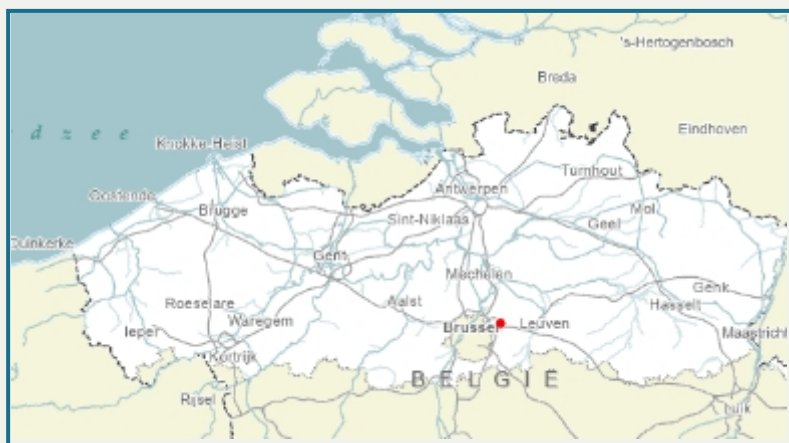 's-Hertogenbosch
Breda
d z e e
Eindhoven
Knokke-Heist
Turnhout
Antwerpen
Oostende
Mol
Brugge
Sint-Niklaas
Geel
Duinkerke
Gent
Mechelen
Genk
Roeselare
Aalst
Hasselt
Waregem
Brussel
Leuven
Ieper
Maastricht
Kortrijk
BELGIË
Rijsel
Luik